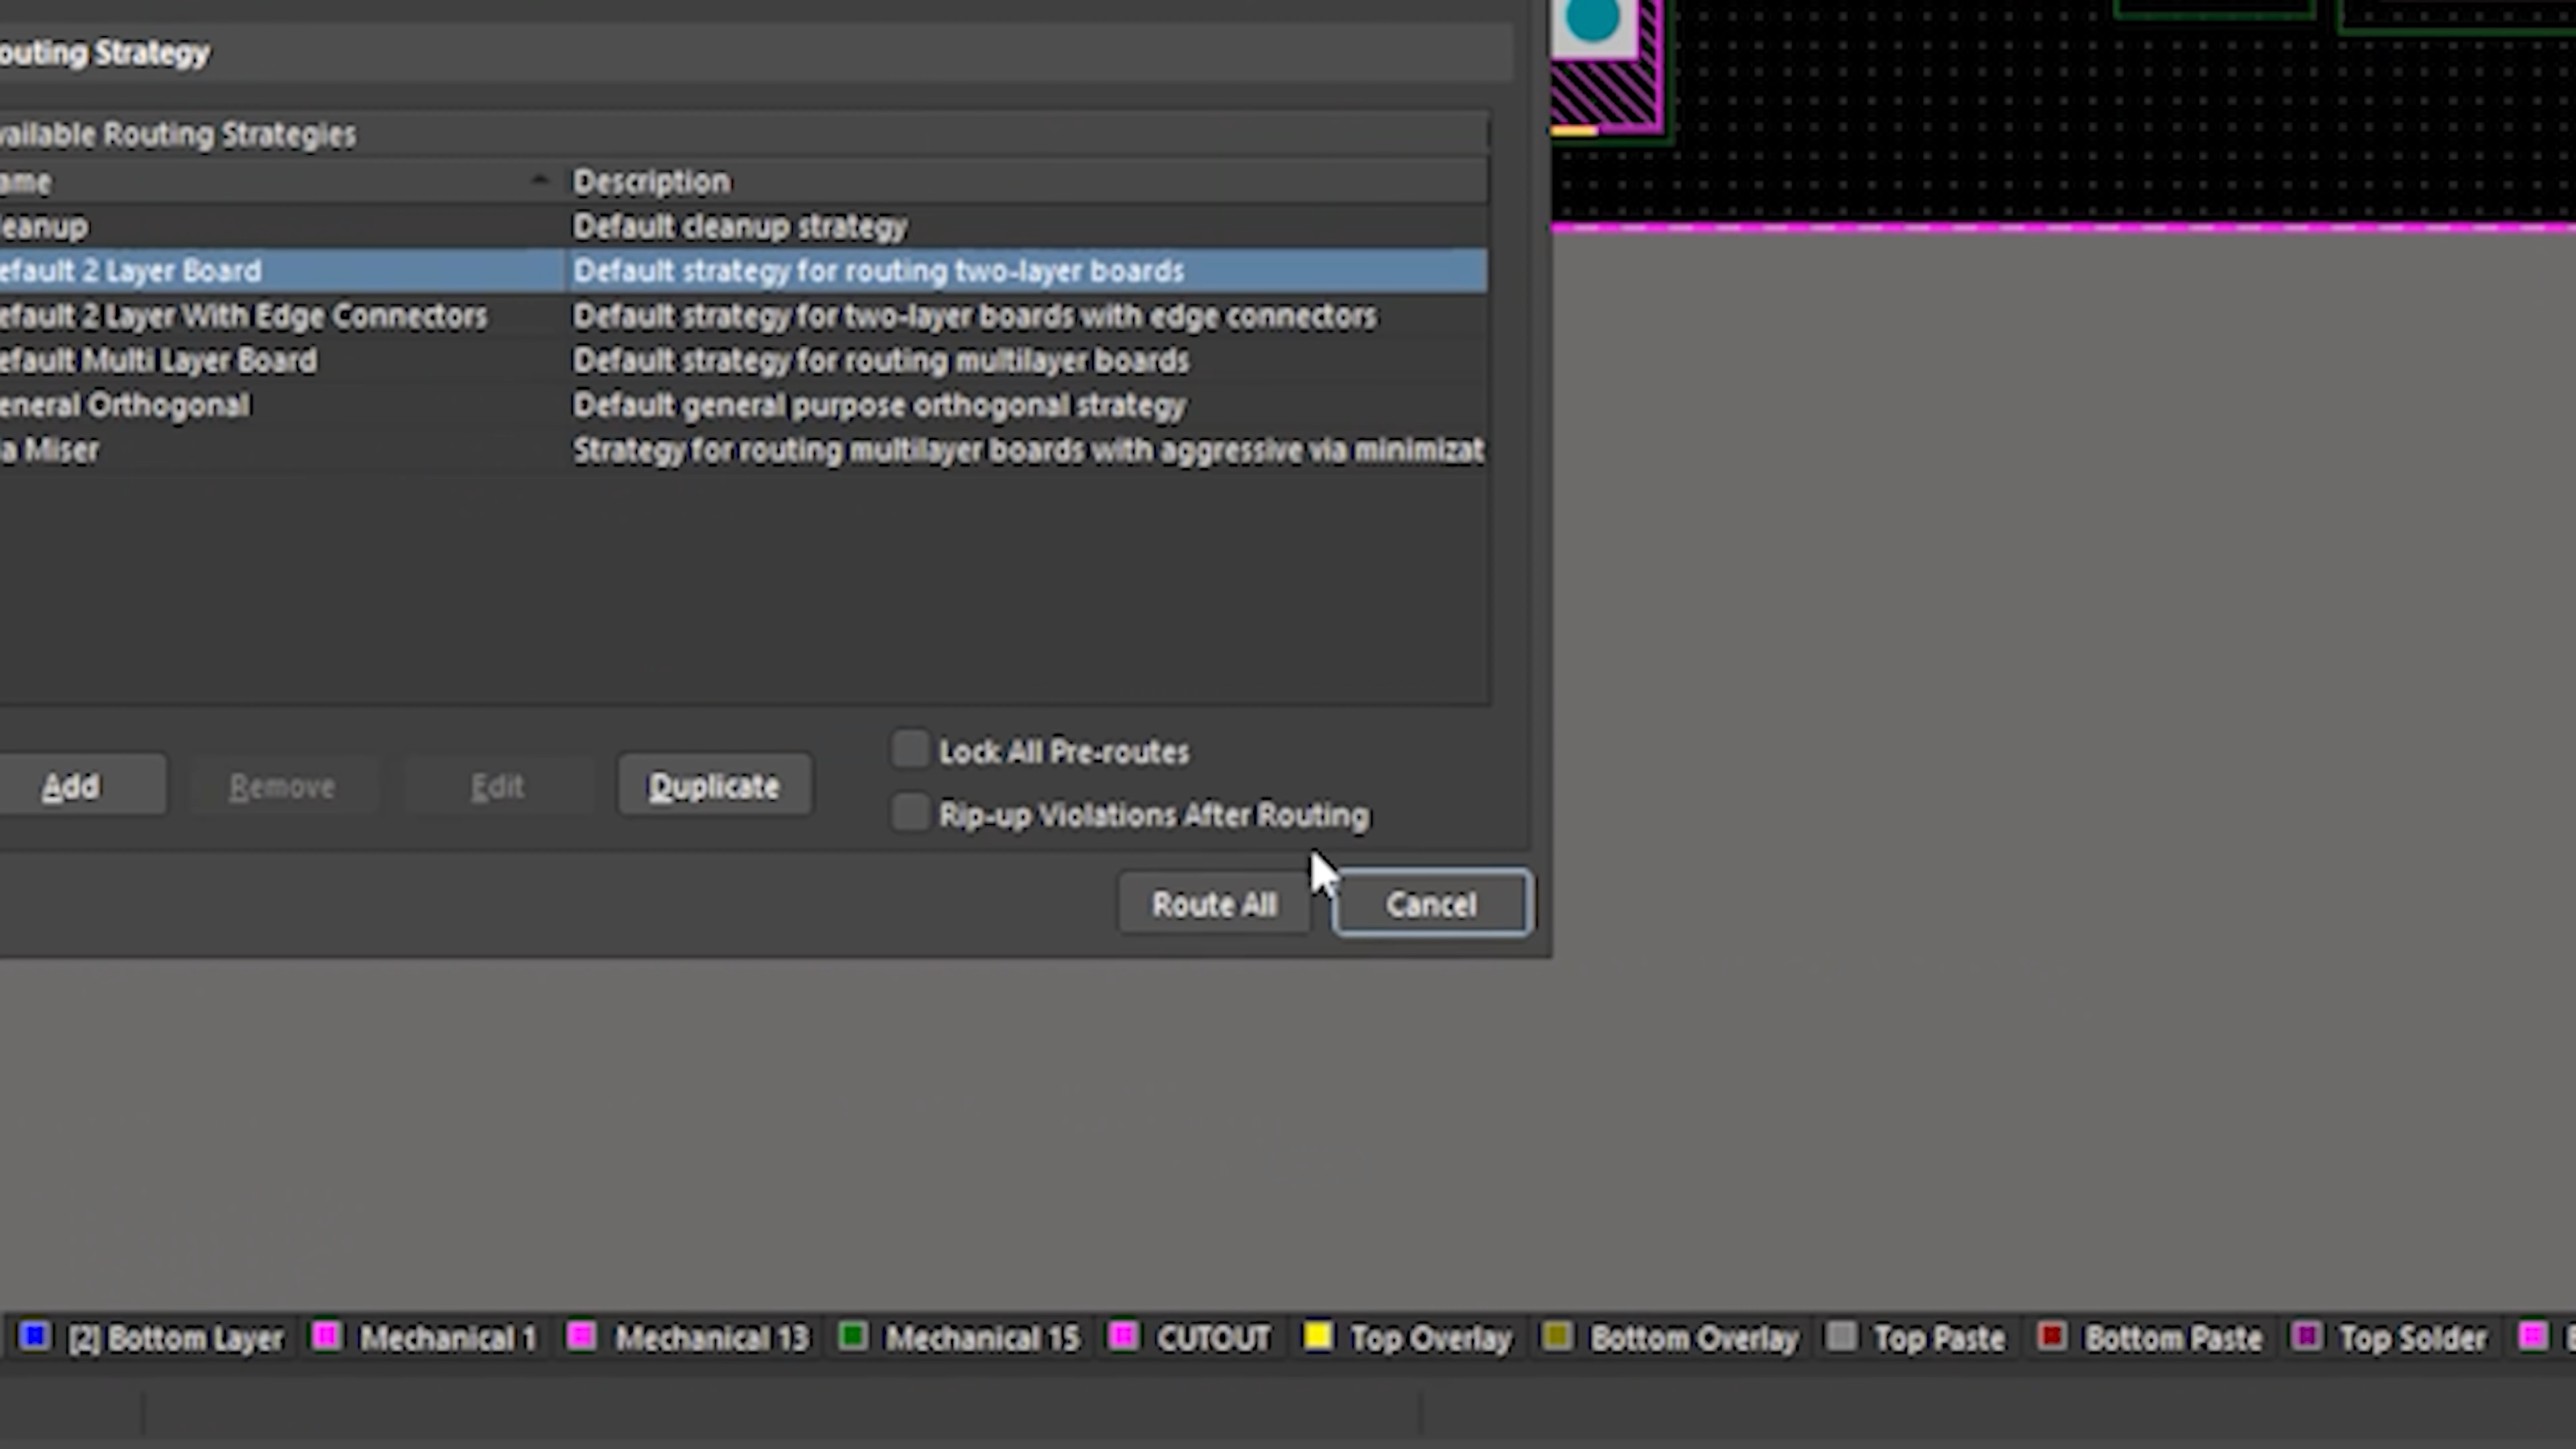 outing Strategy
vailable Routing Strategies
ame Description
leanup Default cleanup strategy
efault 2 Layer Board Default strategy for routing two-layer boards
efault 2 Layer With Edge Connectors Default strategy for two-layer boards with edge connectors
efault Multi Layer Board Default strategy for routing multilayer boards
eneral Orthogonal Default general purpose orthogonal strategy
a Miser Strategy for routing multilayer boards with aggressive via minimizat
Lock All Pre-routes
Add Remove Edit Duplicate
Rip-up Violations After Routing
Route All Cancel
[2] Bottom Layer Mechanical 1 Mechanical 13 Mechanical 15 CUTOUT Top Overlay Bottom Overlay Top Paste Bottom Paste Top Solder